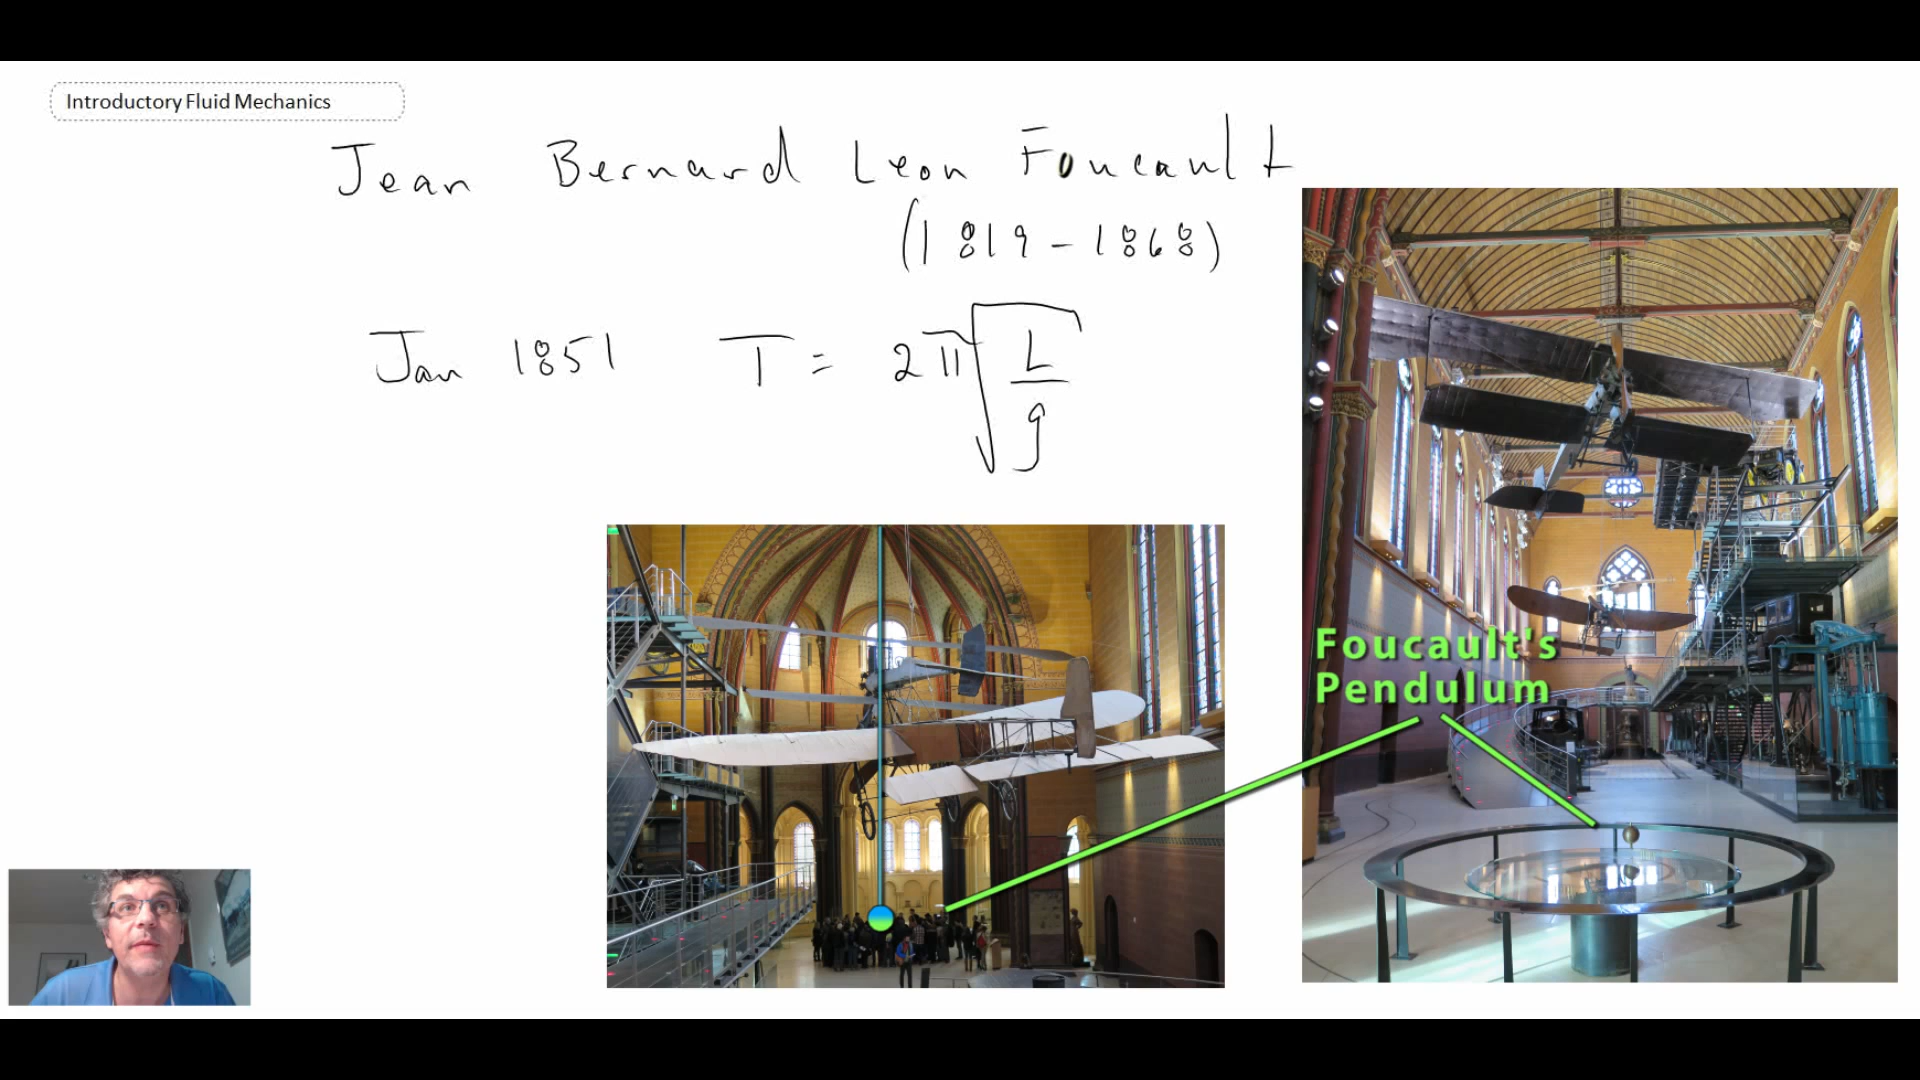 Introductory Fluid Mechanics
Jean Bernard Leon Foucault
(1819-1868)
Jan 1851 T = 2π√(L/g)
Foucault's
Pendulum